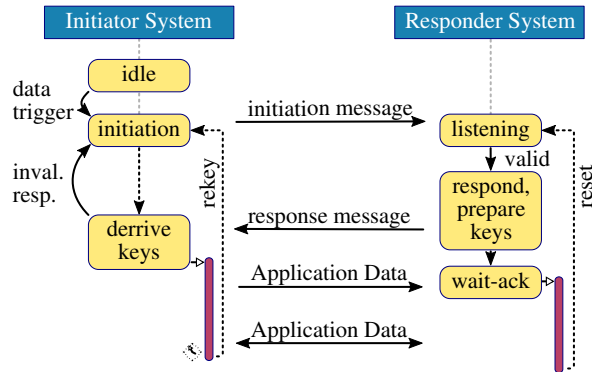 Initiator System
Responder System
idle
data
trigger
initiation
initiation message
listening
valid
inval.
resp.
rekey
reset
respond,
prepare
keys
derrive
keys
response message
Application Data
wait-ack
Application Data